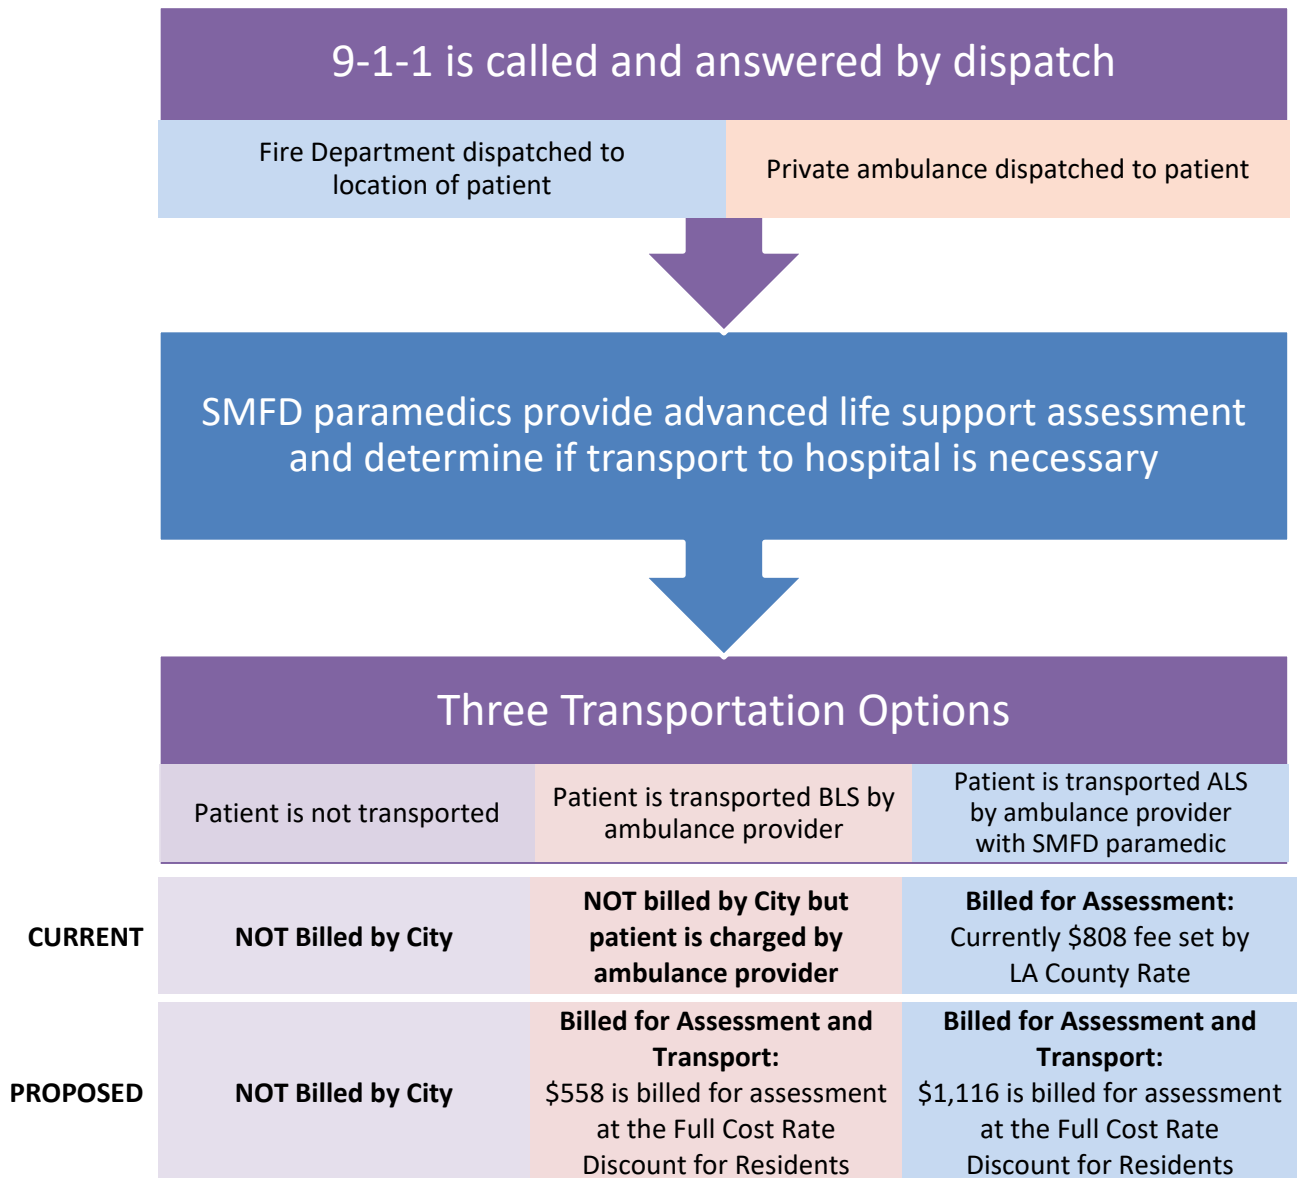 9-1-1 is called and answered by dispatch
Fire Department dispatched to
location of patient
Private ambulance dispatched to patient
SMFD paramedics provide advanced life support assessment
and determine if transport to hospital is necessary
Three Transportation Options
Patient is not transported
Patient is transported BLS by
ambulance provider
Patient is transported ALS
by ambulance provider
with SMFD paramedic
CURRENT
NOT Billed by City
NOT billed by City but
patient is charged by
ambulance provider
Billed for Assessment:
Currently $808 fee set by
LA County Rate
PROPOSED
NOT Billed by City
Billed for Assessment and
Transport:
$558 is billed for assessment
at the Full Cost Rate
Discount for Residents
Billed for Assessment and
Transport:
$1,116 is billed for assessment
at the Full Cost Rate
Discount for Residents